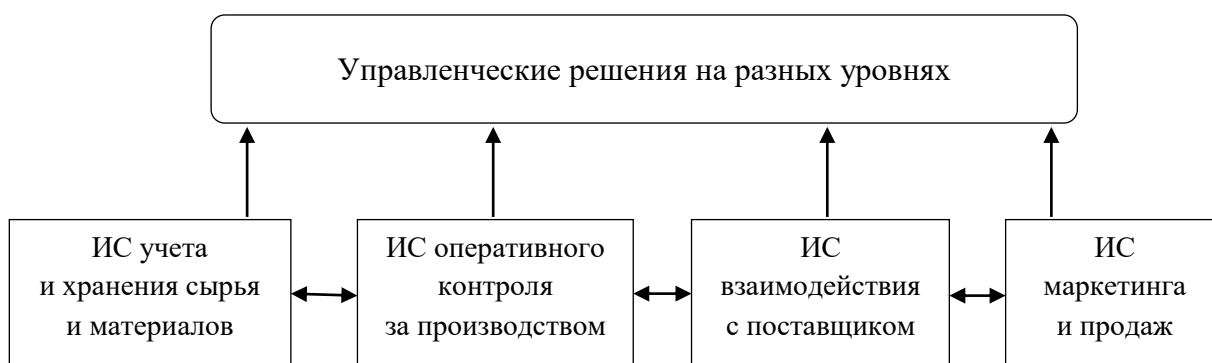 Управленческие решения на разных уровнях
ИС учета
и хранения сырья
и материалов
ИС оперативного
контроля
за производством
ИС
взаимодействия
с поставщиком
ИС
маркетинга
и продаж